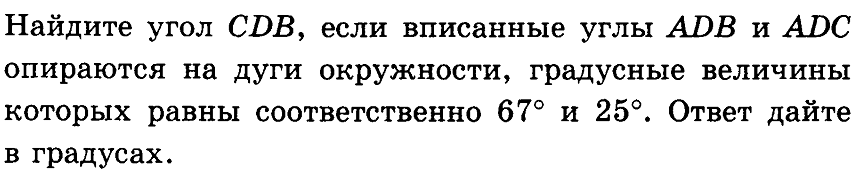 Найдите угол CDB, если вписанные углы ADB и ADC
опираются на дуги окружности, градусные величины
которых равны соответственно 67° и 25°. Ответ дайте
в градусах.